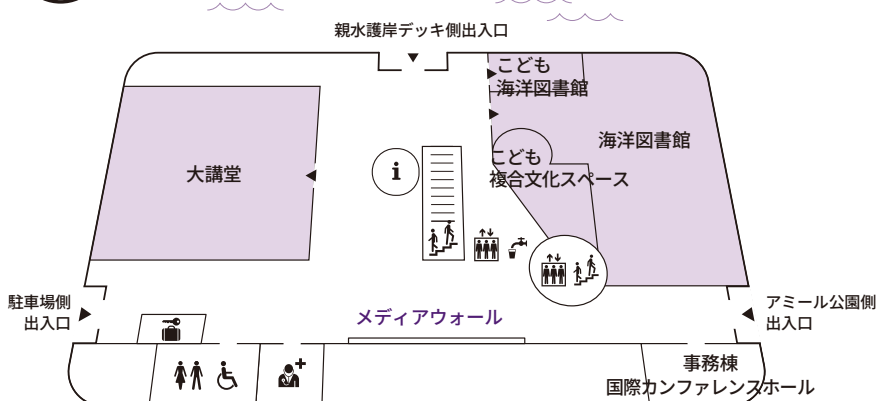 親水護岸デッキ側出入口
こども
海洋図書館
海洋図書館
大講堂
i
こども
複合文化スペース
駐車場側
出入口
メディアウォール
アミール公園側
出入口
事務棟
国際カンファレンスホール